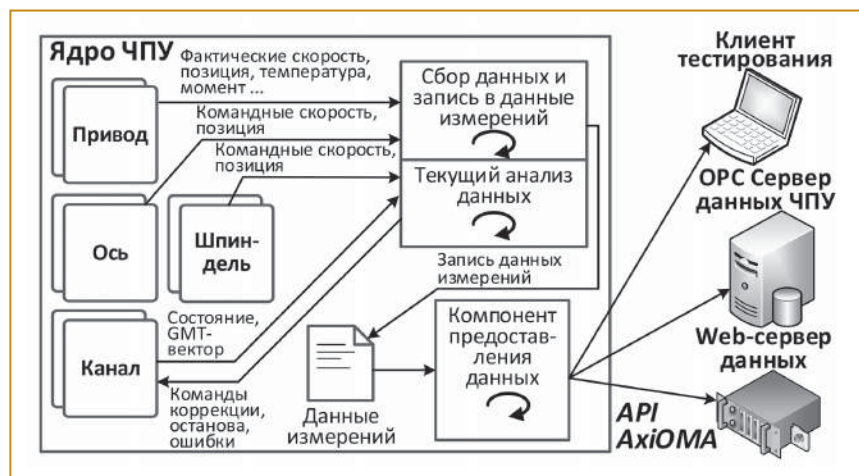 Ядро ЧПУ
Фактические скорость,
позиция, температура,
момент ...
Командные скорость,
позиция
Командные скорость,
позиция
Привод
Ось
Шпин-
дель
Канал
Сбор данных и
запись в данные
измерений
Текущий анализ
данных
Запись данных
измерений
Состояние,
GMT-
вектор
Команды
коррекции,
останова,
ошибки
Данные
измерений
Компонент
предостав-
ления
данных
Клиент
тестирования
OPC Сервер
данных ЧПУ
Web-сервер
данных
API
AxiOMA